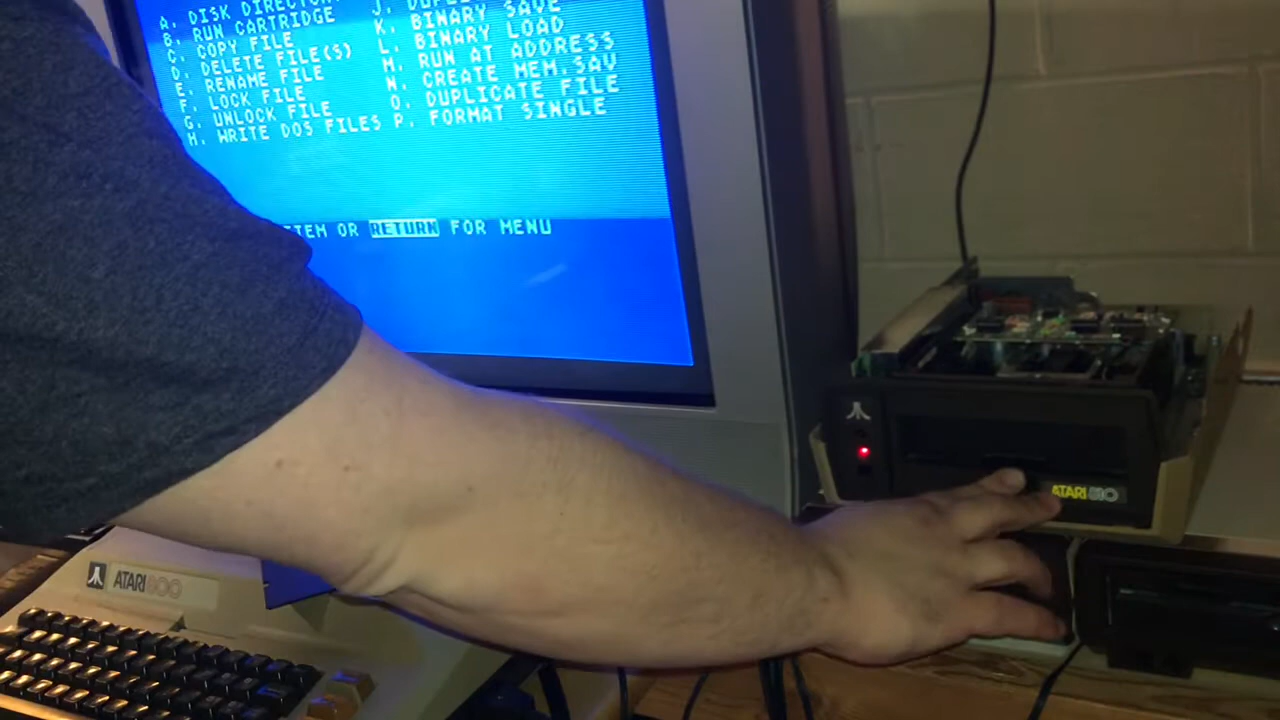 A. DISK DIRECTORY J.
B. RUN CARTRIDGE K. BINARY SAVE
C. COPY FILE L. BINARY LOAD
D. DELETE FILE(S) M. RUN AT ADDRESS
E. RENAME FILE N. CREATE MEM.SAV
F. LOCK FILE O. DUPLICATE FILE
G. UNLOCK FILE P. FORMAT SINGLE
H. WRITE DOS FILES
OR RETURN FOR MENU
ATARI 810
ATARI 800